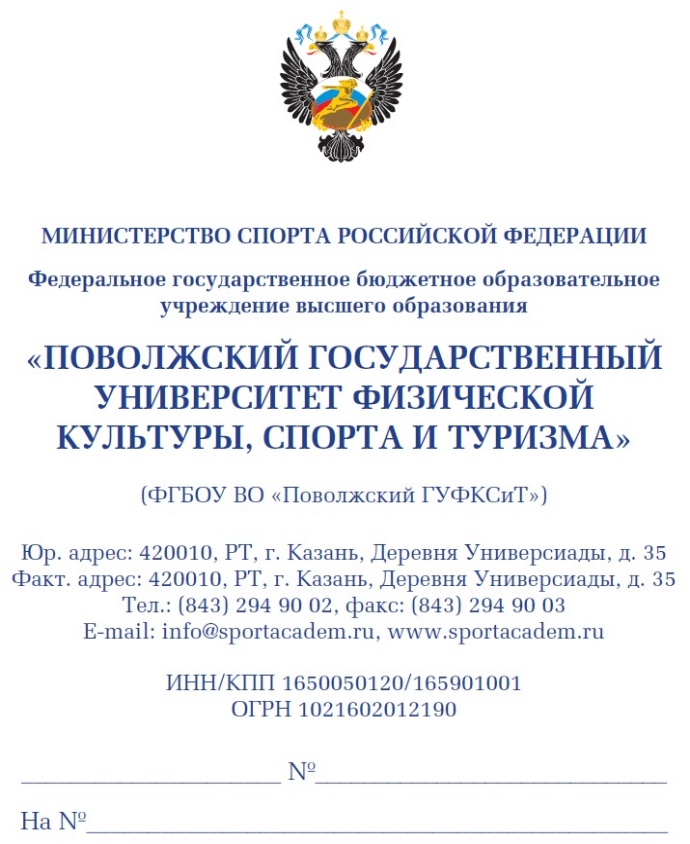 МИНИСТЕРСТВО СПОРТА РОССИЙСКОЙ ФЕДЕРАЦИИ
Федеральное государственное бюджетное образовательное
учреждение высшего образования
«ПОВОЛЖСКИЙ ГОСУДАРСТВЕННЫЙ
УНИВЕРСИТЕТ ФИЗИЧЕСКОЙ
КУЛЬТУРЫ, СПОРТА И ТУРИЗМА»
(ФГБОУ ВО «Поволжский ГУФКСиТ»)
Юр. адрес: 420010, РТ, г. Казань, Деревня Универсиады, д. 35
Факт. адрес: 420010, РТ, г. Казань, Деревня Универсиады, д. 35
Тел.: (843) 294 90 02, факс: (843) 294 90 03
E-mail: info@sportacadem.ru, www.sportacadem.ru
ИНН/КПП 1650050120/165901001
ОГРН 1021602012190
____________________ №___________________________
На №_____________________________________________